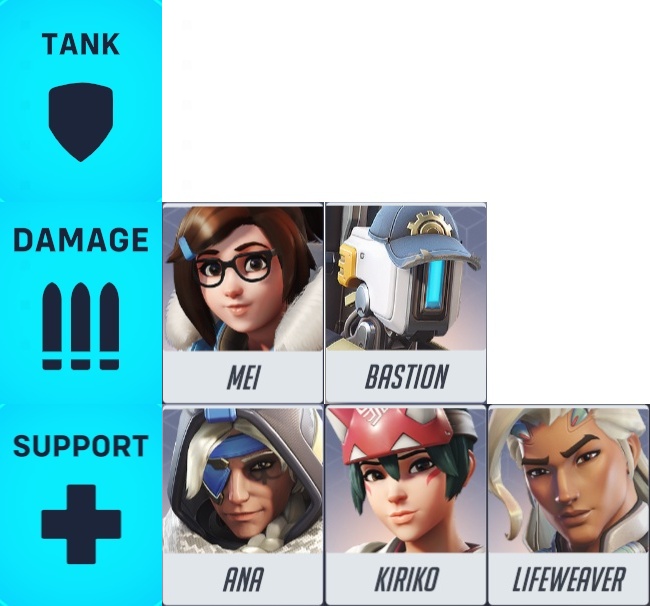 TANK
DAMAGE
MEI
BASTION
SUPPORT
ANA
KIRIKO
LIFEWEAVER